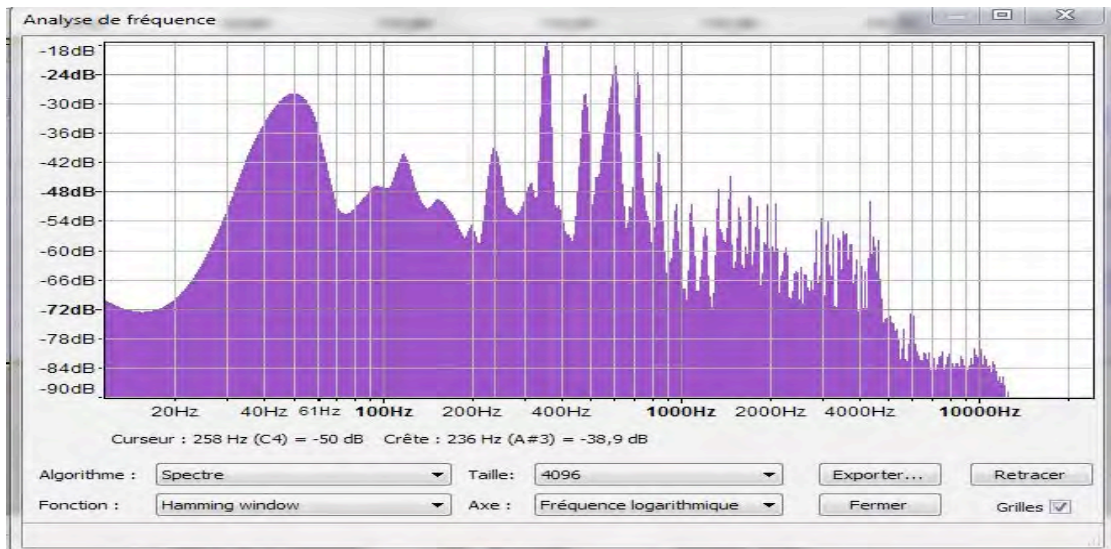 Analyse de fréquence
-18dB
-24dB
-30dB
-36dB
-42dB
-48dB
-54dB
-60dB
-66dB
-72dB
-78dB
-84dB
-90dB
20Hz 40Hz 61Hz 100Hz 200Hz 400Hz 1000Hz 2000Hz 4000Hz 10000Hz
Curseur : 258 Hz (C4) = -50 dB Crête : 236 Hz (A#3) = -38,9 dB
Algorithme : Spectre Taille: 4096 Exporter... Retracer
Fonction : Hamming window Axe : Fréquence logarithmique Fermer Grilles